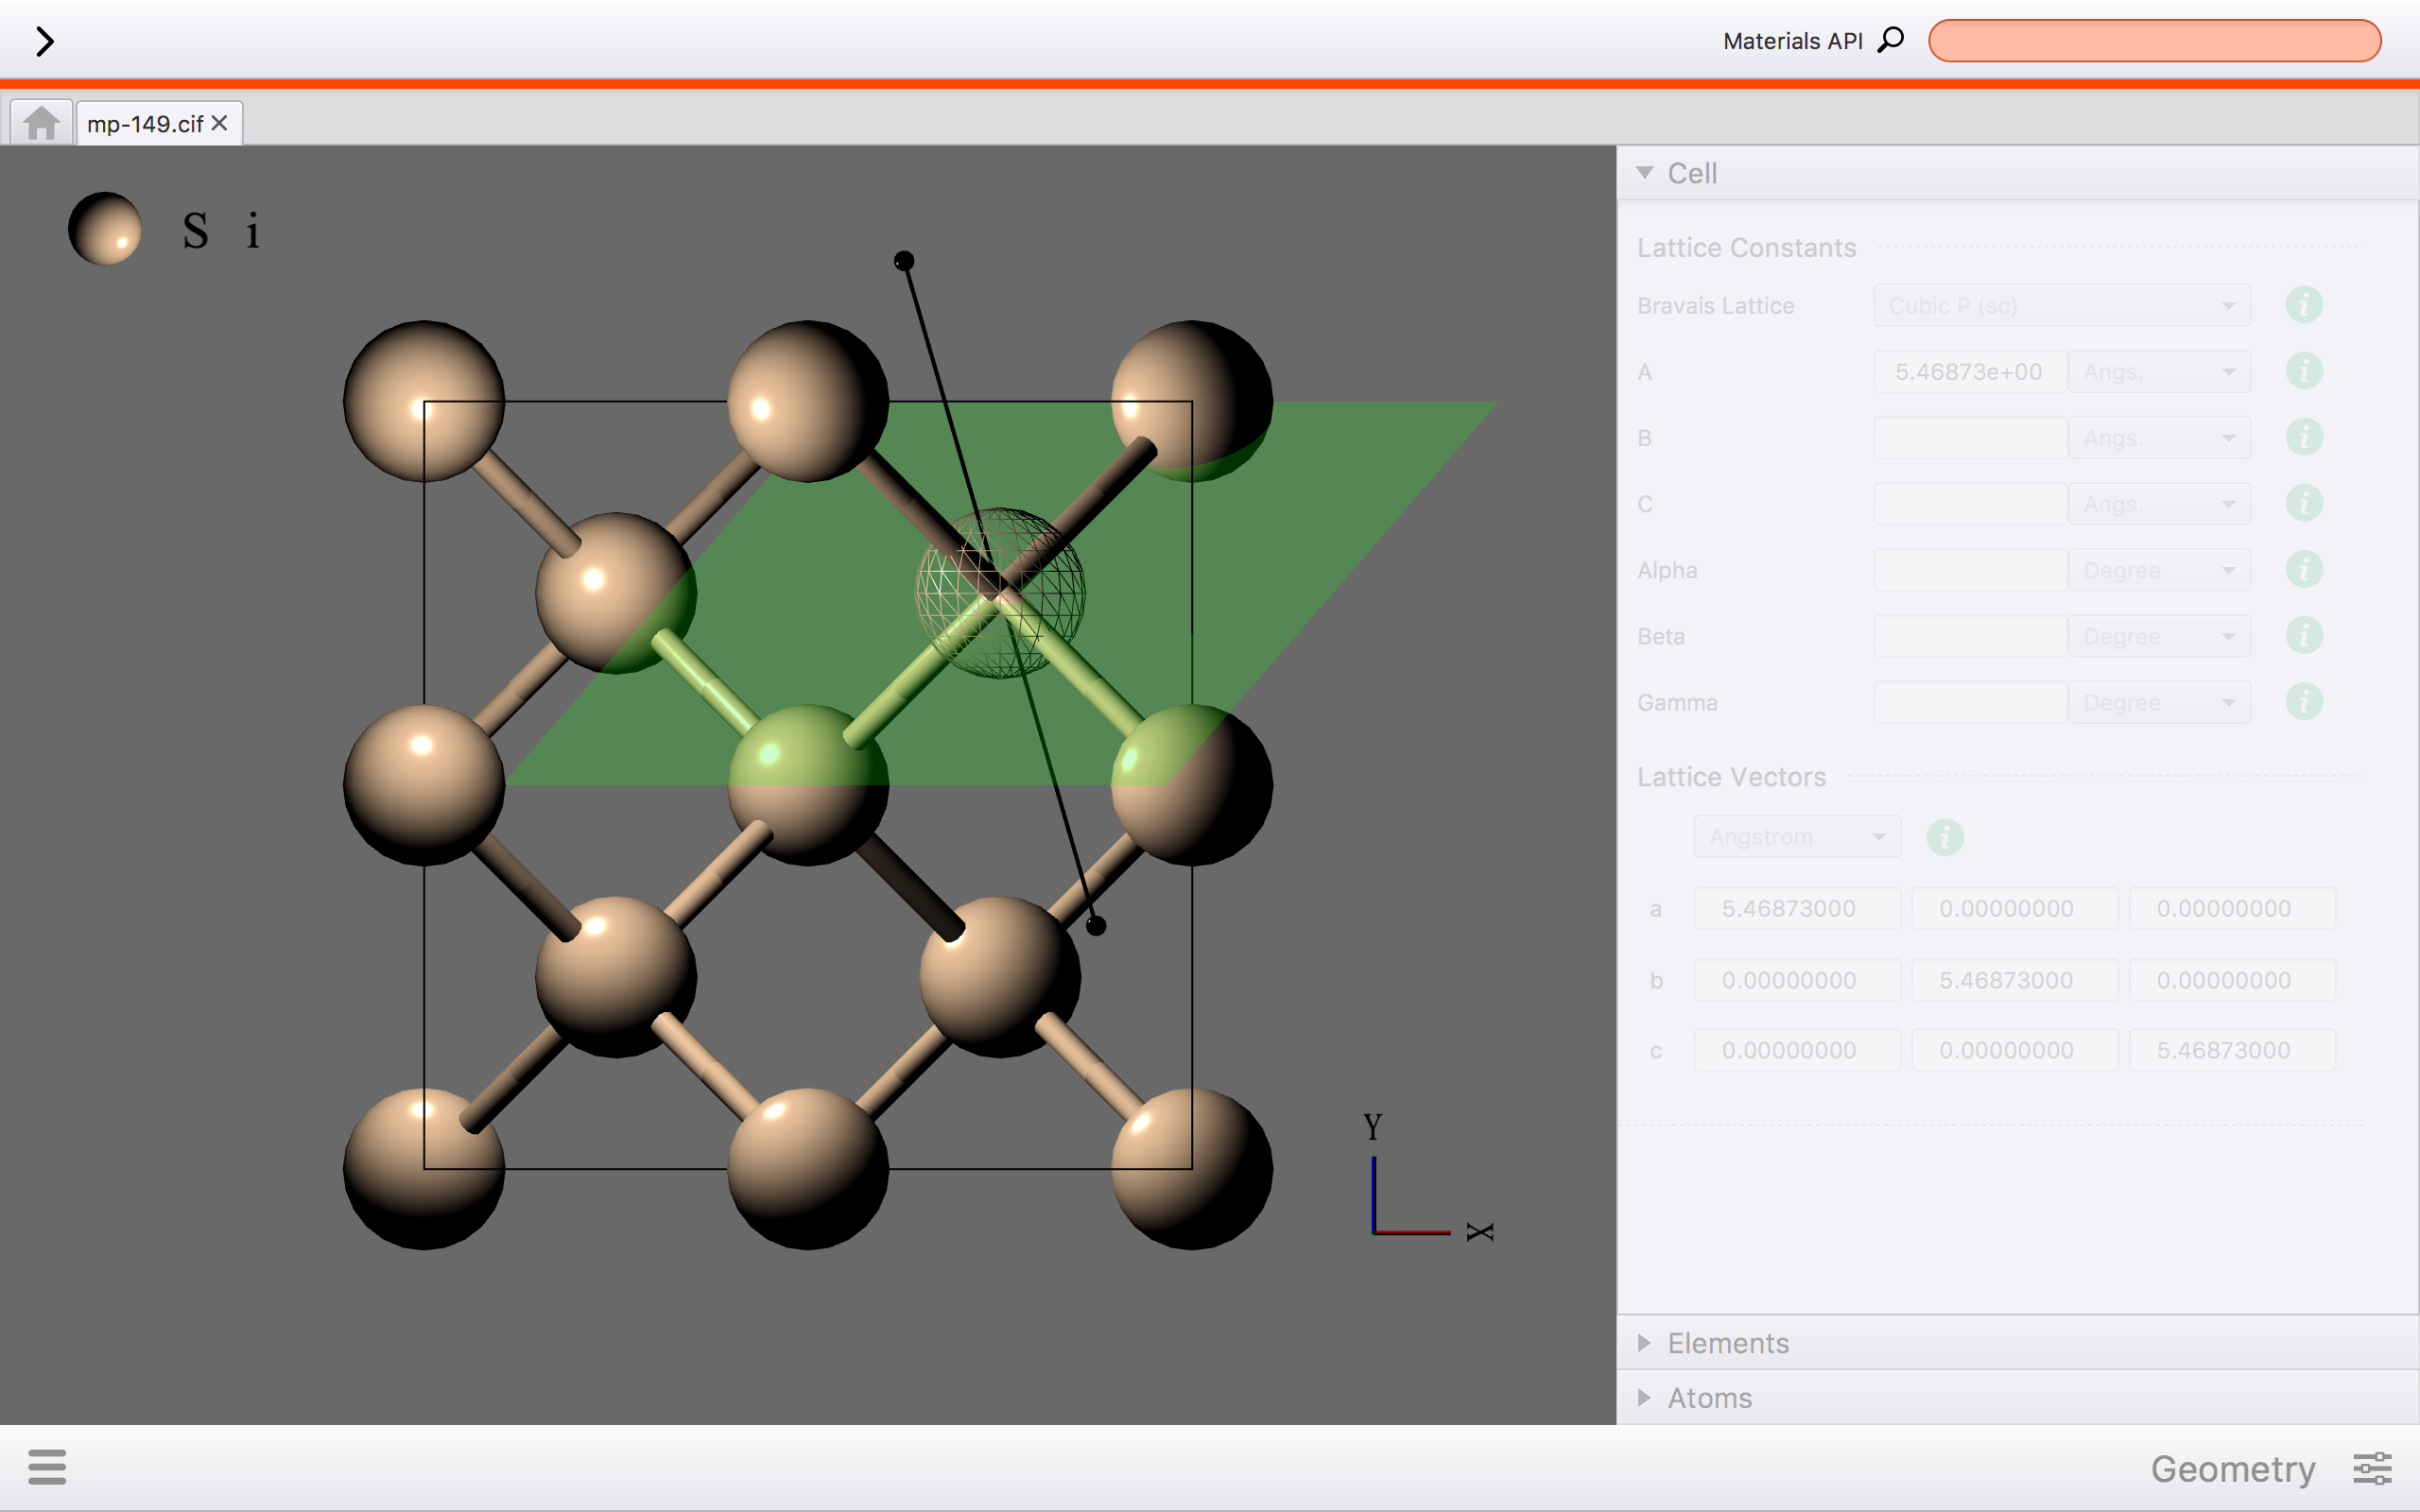 Materials API
mp-149.cif
S i
Cell
Lattice Constants
Bravais Lattice Cubic P (sc)
A 5.46873e+00 Angs.
B Angs.
C Angs.
Alpha Degree
Beta Degree
Gamma Degree
Lattice Vectors
Angstrom
a 5.46873000 0.00000000 0.00000000
b 0.00000000 5.46873000 0.00000000
c 0.00000000 0.00000000 5.46873000
Y
X
Elements
Atoms
Geometry